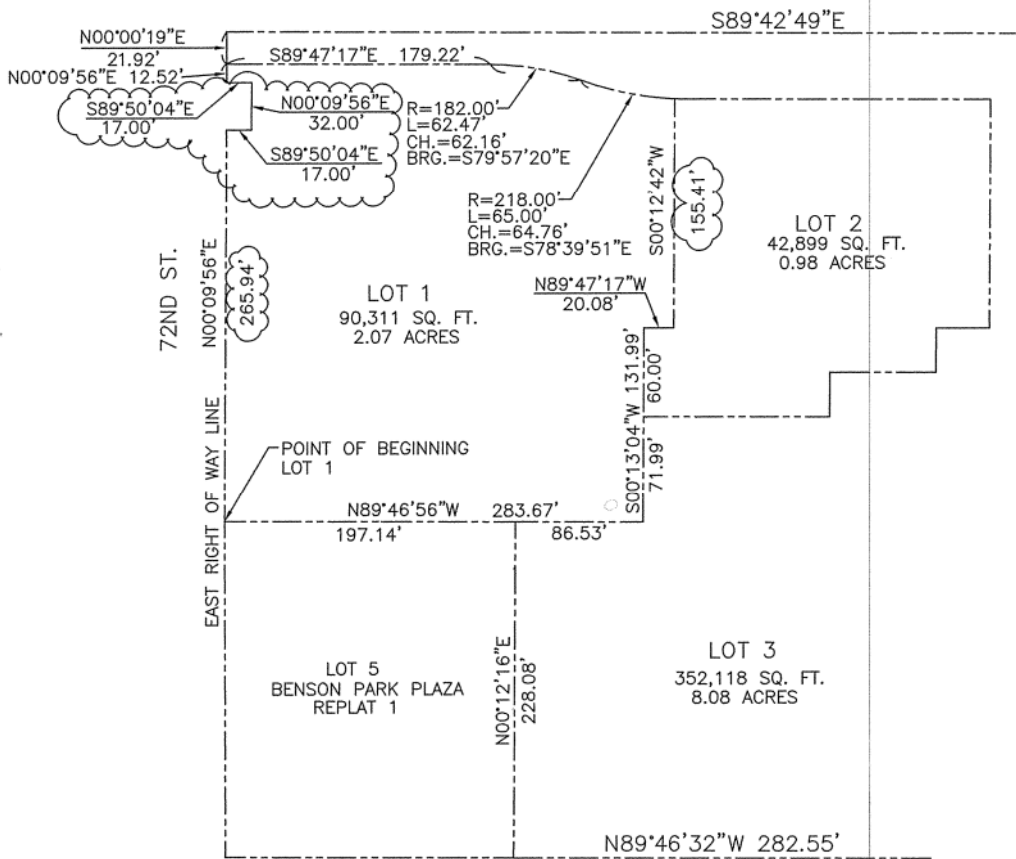 S89°42'49"E
N00°00'19"E
21.92'
S89°47'17"E 179.22'
N00°09'56"E 12.52'
S89°50'04"E
17.00'
N00°09'56"E
32.00'
S89°50'04"E
17.00'
R=182.00'
L=62.47'
CH.=62.16'
BRG.=S79°57'20"E
R=218.00'
L=65.00'
CH.=64.76'
BRG.=S78°39'51"E
S00°12'42"W
155.41'
LOT 2
42,899 SQ. FT.
0.98 ACRES
72ND ST.
N00°09'56"E
265.94'
LOT 1
90,311 SQ. FT.
2.07 ACRES
N89°47'17"W
20.08'
S00°13'04"W 131.99'
60.00'
71.99'
EAST RIGHT OF WAY LINE
POINT OF BEGINNING
LOT 1
N89°46'56"W 283.67'
197.14'
86.53'
LOT 5
BENSON PARK PLAZA
REPLAT 1
N00°12'16"E
228.08'
LOT 3
352,118 SQ. FT.
8.08 ACRES
N89°46'32"W 282.55'